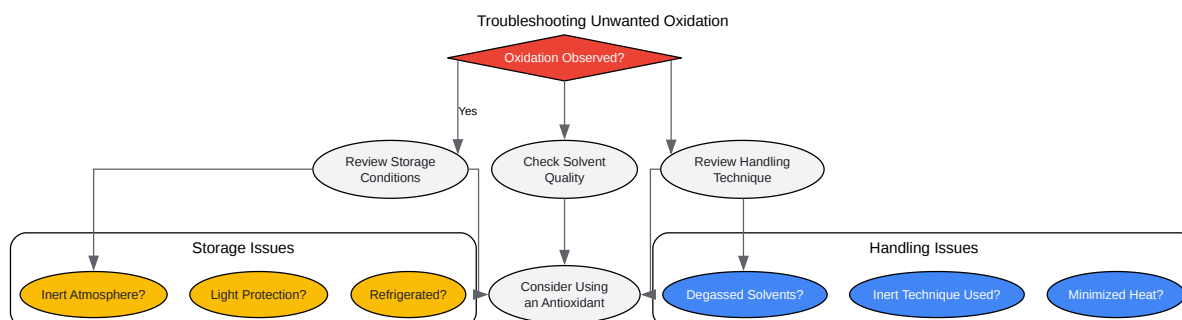 Troubleshooting Unwanted Oxidation
Oxidation Observed?
Yes
Review Storage
Conditions
Check Solvent
Quality
Review Handling
Technique
Storage Issues
Handling Issues
Inert Atmosphere?
Light Protection?
Refrigerated?
Consider Using
an Antioxidant
Degassed Solvents?
Inert Technique Used?
Minimized Heat?